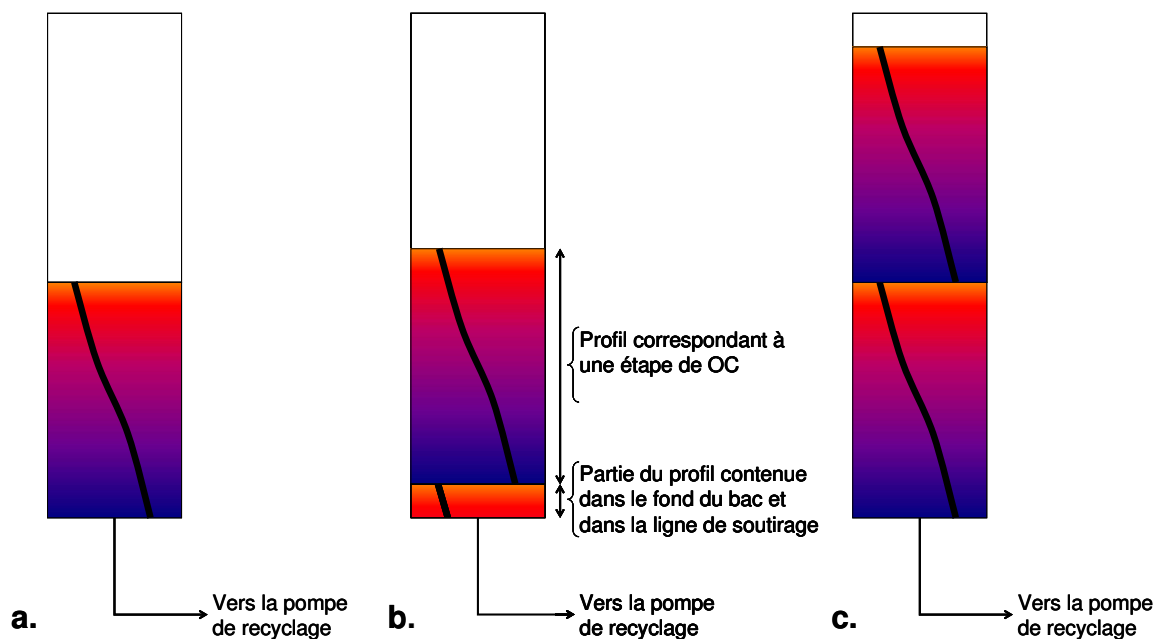 Profil correspondant à
une étape de OC
Partie du profil contenue
dans le fond du bac et
dans la ligne de soutirage
a.
Vers la pompe
de recyclage
b.
Vers la pompe
de recyclage
c.
Vers la pompe
de recyclage